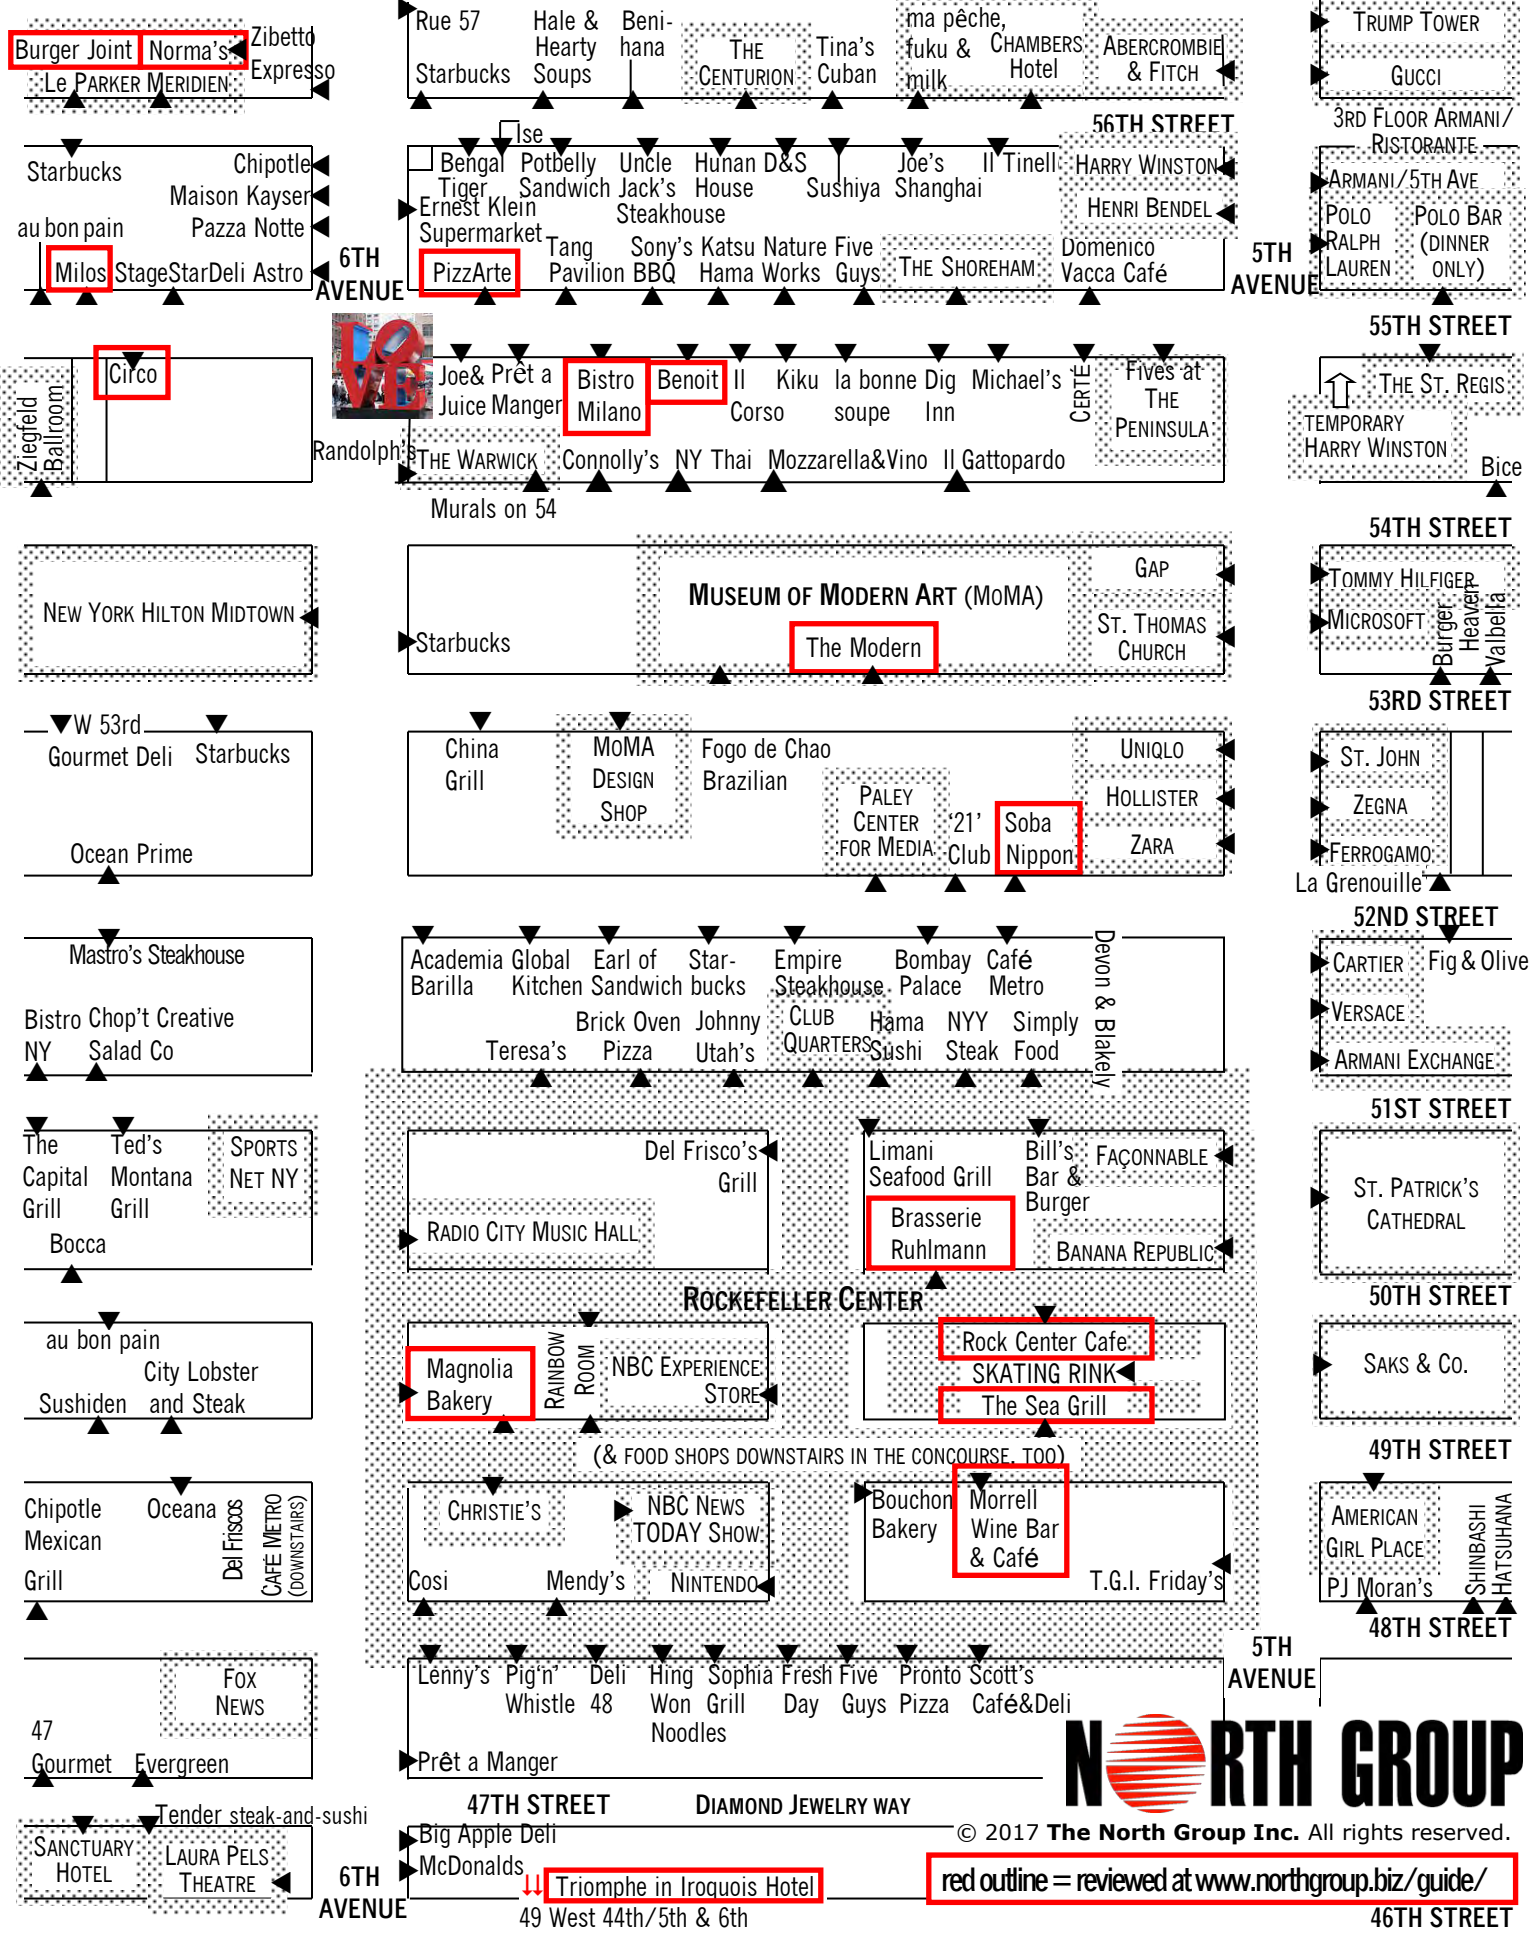 Rue 57
Hale &
Hearty
Soups
Beni-
hana
Starbucks
THE
CENTURION
Tina's
Cuban
ma pêche,
fuku &
milk
CHAMBERS
Hotel
ABERCROMBIE
& FITCH
TRUMP TOWER
GUCCI
Burger Joint
Norma's
Zibetto
Expresso
LE PARKER MERIDIEN
56TH STREET
3RD FLOOR ARMANI/
RISTORANTE
Starbucks
Chipotle
Maison Kayser
au bon pain
Pazza Notte
Milos
StageStarDeli
Astro
6TH
AVENUE
Ise
Bengal
Tiger
Potbelly
Sandwich
Uncle
Jack's
Steakhouse
Hunan
House
D&S
Sushiya
Joe's
Shanghai
Il Tinell
HARRY WINSTON
HENRI BENDEL
Ernest Klein
Supermarket
PizzArte
Tang
Pavilion
Sony's
BBQ
Katsu
Hama
Nature
Works
Five
Guys
THE SHOREHAM
Domenico
Vacca Café
5TH
AVENUE
ARMANI/5TH AVE
POLO
RALPH
LAUREN
POLO BAR
(DINNER
ONLY)
55TH STREET
LOVE
Circo
Ziegfeld
Ballroom
Joe&
Juice
Prêt a
Manger
Bistro
Milano
Benoit
Il
Corso
Kiku
la bonne
soupe
Dig
Inn
Michael's
CERTÉ
Fives at
THE
PENINSULA
THE ST. REGIS
TEMPORARY
HARRY WINSTON
Bice
Randolph's
THE WARWICK
Connolly's
NY Thai
Mozzarella&Vino
Il Gattopardo
Murals on 54
54TH STREET
NEW YORK HILTON MIDTOWN
Starbucks
MUSEUM OF MODERN ART (MOMA)
The Modern
GAP
ST. THOMAS
CHURCH
TOMMY HILFIGER
MICROSOFT
Burger
Heaven
Valbella
53RD STREET
W 53rd
Gourmet Deli
Starbucks
Ocean Prime
China
Grill
MOMA
DESIGN
SHOP
Fogo de Chao
Brazilian
PALEY
CENTER
FOR MEDIA
'21'
Club
Soba
Nippon
UNIQLO
HOLLISTER
ZARA
ST. JOHN
ZEGNA
FERROGAMO
La Grenouille
52ND STREET
Mastro's Steakhouse
Bistro
NY
Chop't Creative
Salad Co
Academia
Barilla
Global
Kitchen
Earl of
Sandwich
Star-
bucks
Empire
Steakhouse
Bombay
Palace
Café
Metro
Devon & Blakely
Teresa's
Brick Oven
Pizza
Johnny
Utah's
CLUB
QUARTERS
Hama
Sushi
NYY
Steak
Simply
Food
CARTIER
Fig & Olive
VERSACE
ARMANI EXCHANGE
51ST STREET
The
Capital
Grill
Ted's
Montana
Grill
SPORTS
NET NY
Bocca
Del Frisco's
Grill
RADIO CITY MUSIC HALL
Limani
Seafood Grill
Bill's
Bar &
Burger
FAÇONNABLE
Brasserie
Ruhlmann
BANANA REPUBLIC
ST. PATRICK'S
CATHEDRAL
ROCKEFELLER CENTER
50TH STREET
au bon pain
City Lobster
and Steak
Sushiden
Magnolia
Bakery
RAINBOW
ROOM
NBC EXPERIENCE
STORE
Rock Center Cafe
SKATING RINK
The Sea Grill
SAKS & CO.
(& FOOD SHOPS DOWNSTAIRS IN THE CONCOURSE, TOO)
49TH STREET
Chipotle
Mexican
Grill
Oceana
Del Friscos
CAFÉ METRO
(DOWNSTAIRS)
CHRISTIE'S
NBC NEWS
TODAY SHOW
Cosi
Mendy's
NINTENDO
Bouchon
Bakery
Morrell
Wine Bar
& Café
T.G.I. Friday's
AMERICAN
GIRL PLACE
PJ Moran's
SHINBASHI
HATSUHANA
48TH STREET
FOX
NEWS
47
Gourmet
Evergreen
Lenny's
Pig'n'
Whistle
Deli
48
Hing
Won
Noodles
Sophia
Grill
Fresh
Day
Five
Guys
Pronto
Pizza
Scott's
Café&Deli
Prêt a Manger
5TH
AVENUE
NORTH GROUP
47TH STREET
DIAMOND JEWELRY WAY
© 2017 The North Group Inc. All rights reserved.
Tender steak-and-sushi
SANCTUARY
HOTEL
LAURA PELS
THEATRE
6TH
AVENUE
Big Apple Deli
McDonalds
↓↓ Triomphe in Iroquois Hotel
49 West 44th/5th & 6th
red outline = reviewed at www.northgroup.biz/guide/
46TH STREET